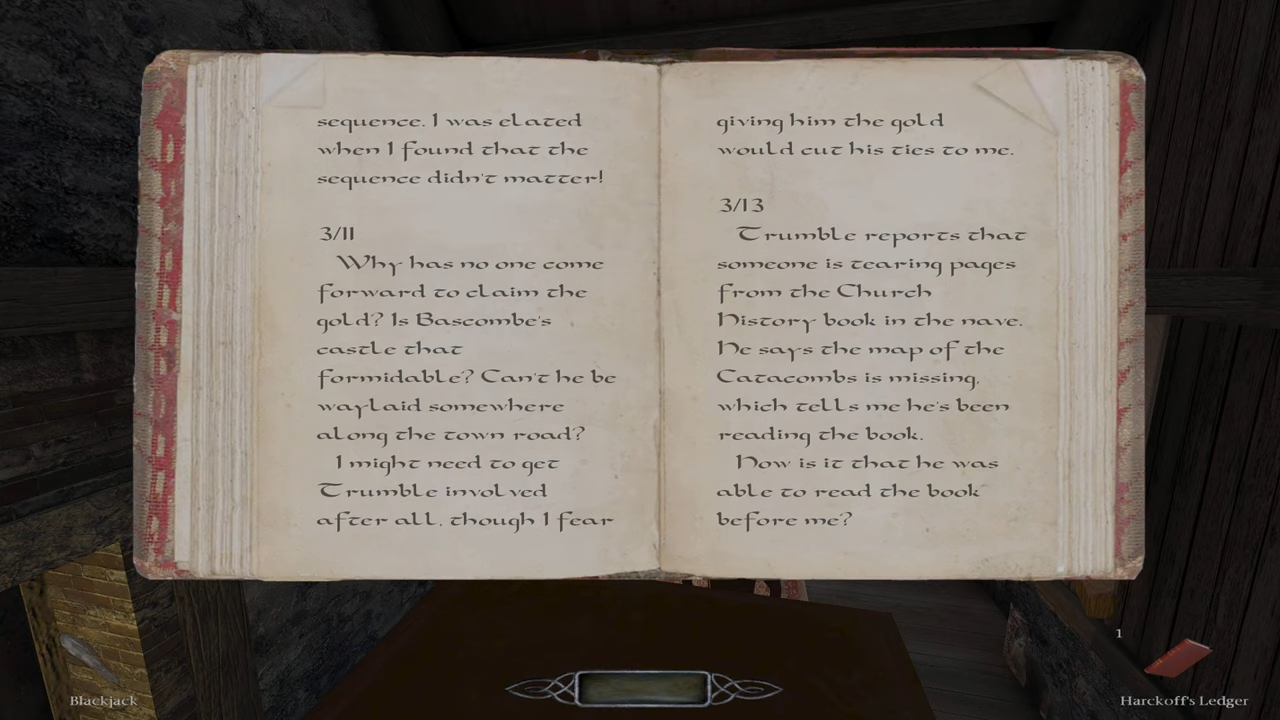 sequence. I was elated
when I found that the
sequence didn't matter!
3/11
Why has no one come
forward to claim the
gold? Is Bascombe's
castle that
formidable? Can't he be
waylaid somewhere
along the town road?
I might need to get
Trumble involved
after all, though I fear
giving him the gold
would cut his ties to me.
3/13
Trumble reports that
someone is tearing pages
from the Church
History book in the nave.
He says the map of the
Catacombs is missing,
which tells me he's been
reading the book.
How is it that he was
able to read the book
before me?
1
Blackjack
Harckoff's Ledger